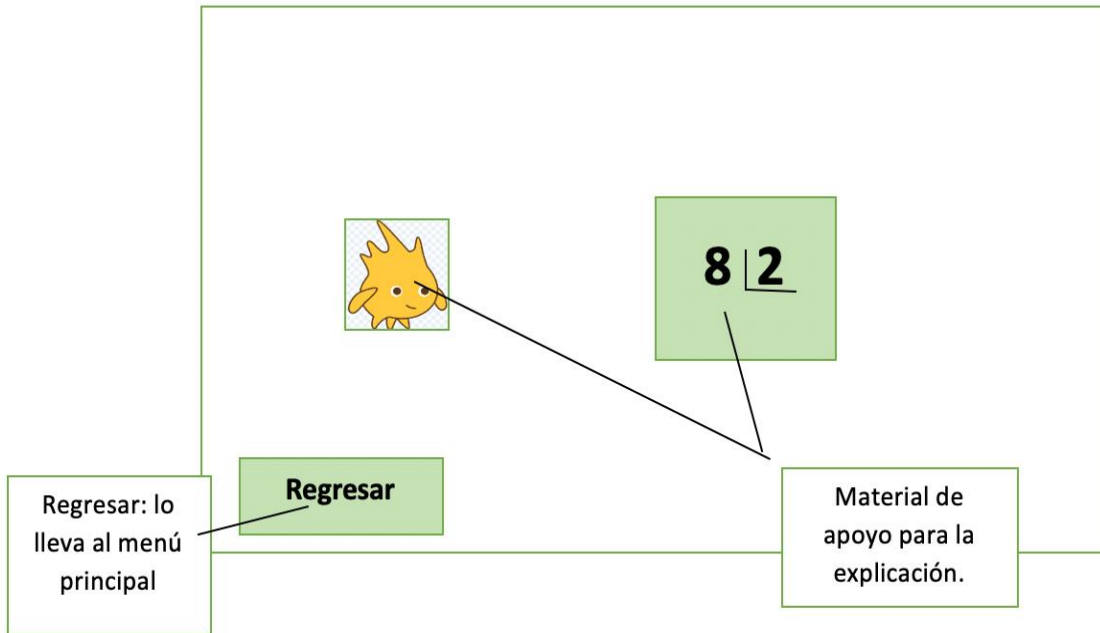 8 2
Regresar
Regresar: lo
lleva al menú
principal
Material de
apoyo para la
explicación.